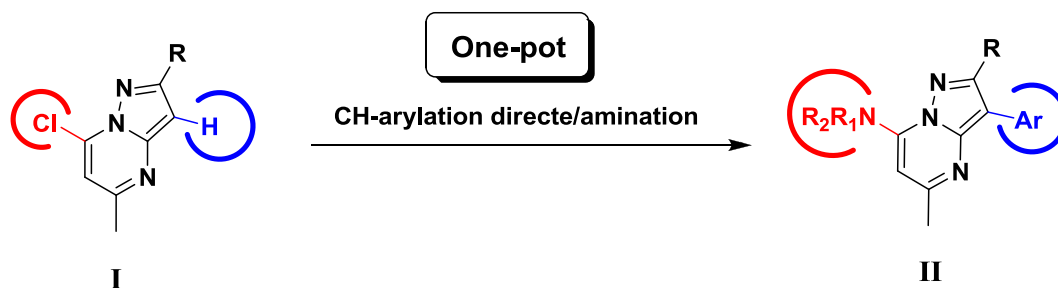 One-pot
CH-arylation directe/amination
R
N
N
Cl
H
N
I
R
N
N
R₂R₁N
Ar
N
II